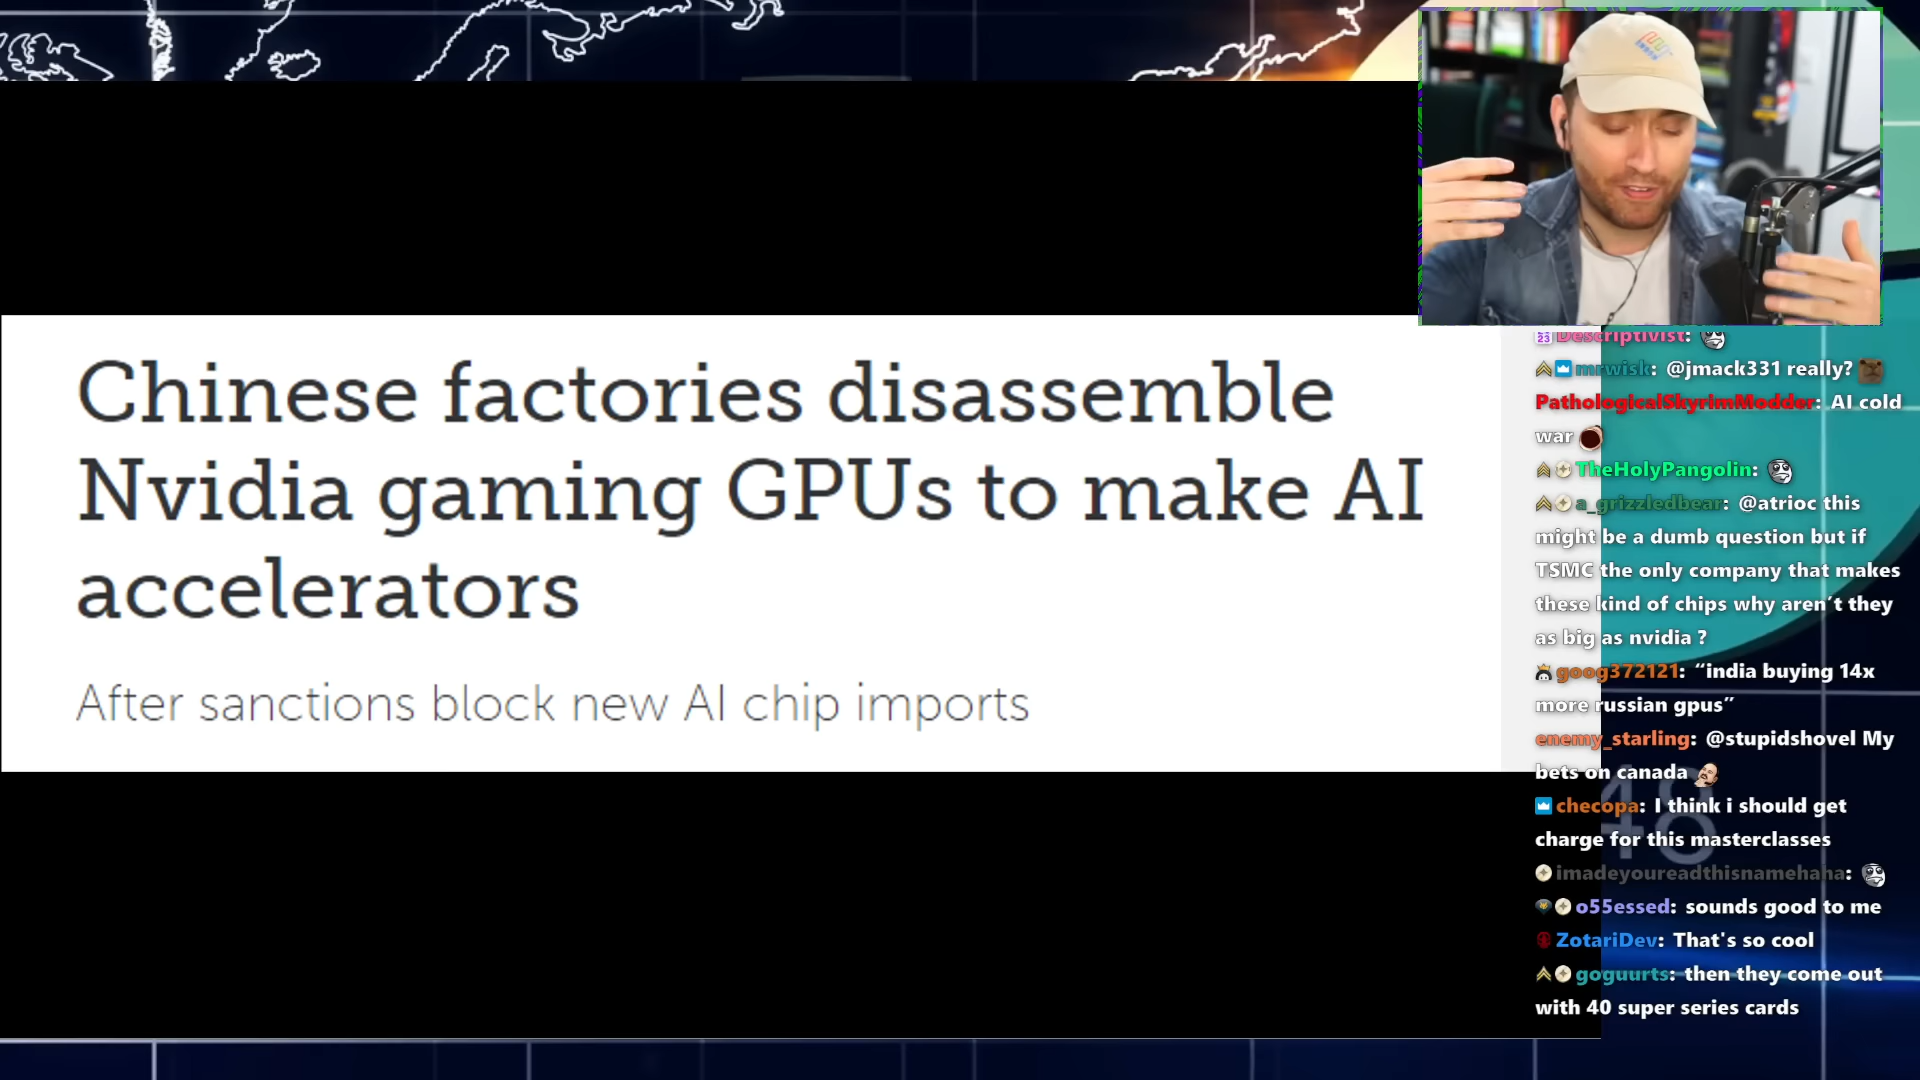 Chinese factories disassemble
Nvidia gaming GPUs to make AI
accelerators
After sanctions block new AI chip imports
Descriptivist:
mrwisk: @jmack331 really?
PathologicalSkyrimModder: AI cold
war
TheHolyPangolin:
a_grizzledbear: @atrioc this
might be a dumb question but if
TSMC the only company that makes
these kind of chips why aren't they
as big as nvidia ?
goog372121: “india buying 14x
more russian gpus”
enemy_starling: @stupidshovel My
bets on canada
checopa: I think i should get
charge for this masterclasses
imadeyoureadthisnamehaha:
o55essed: sounds good to me
ZotariDev: That's so cool
goguurts: then they come out
with 40 super series cards
48